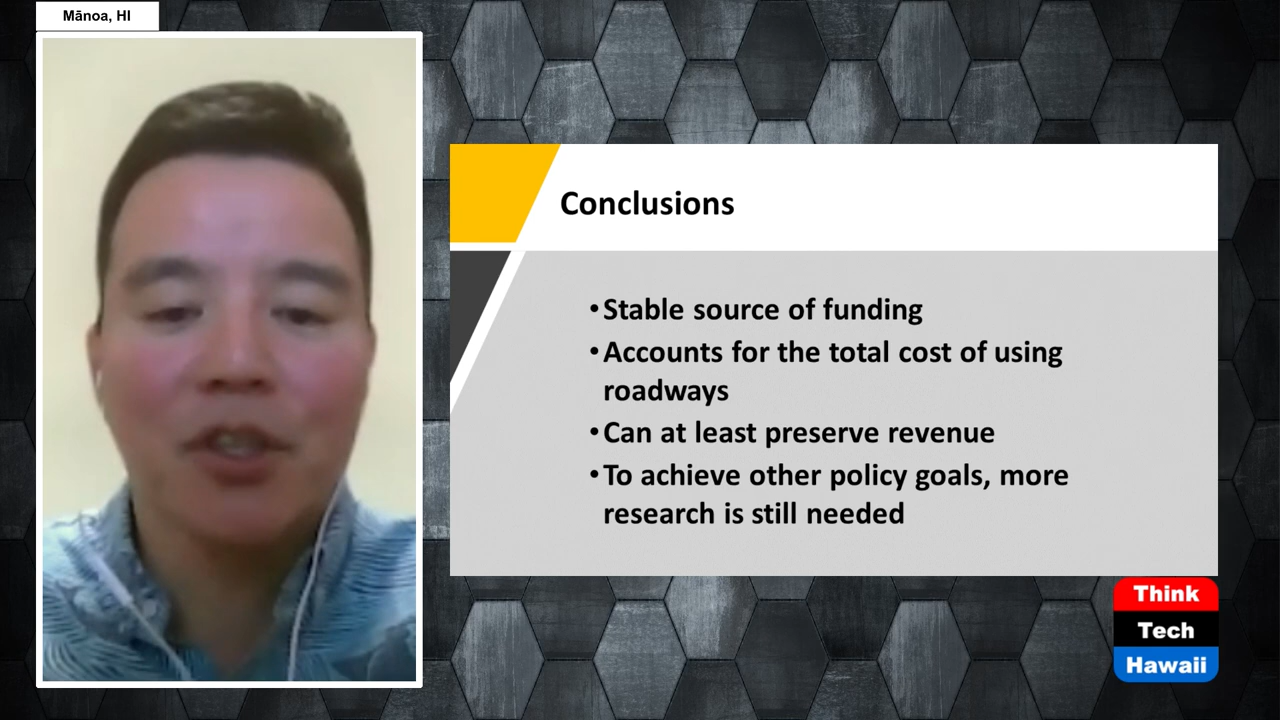 Mānoa, HI
Conclusions
•Stable source of funding
•Accounts for the total cost of using
roadways
•Can at least preserve revenue
•To achieve other policy goals, more
research is still needed
Think
Tech
Hawaii